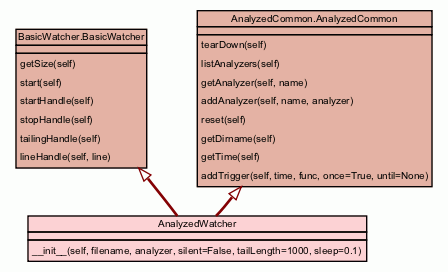 BasicWatcher.BasicWatcher
getSize(self)
start(self)
startHandle(self)
stopHandle(self)
tailingHandle(self)
lineHandle(self, line)
AnalyzedCommon.AnalyzedCommon
tearDown(self)
listAnalyzers(self)
getAnalyzer(self, name)
addAnalyzer(self, name, analyzer)
reset(self)
getDirname(self)
getTime(self)
addTrigger(self, time, func, once=True, until=None)
AnalyzedWatcher
__init__(self, filename, analyzer, silent=False, tailLength=1000, sleep=0.1)